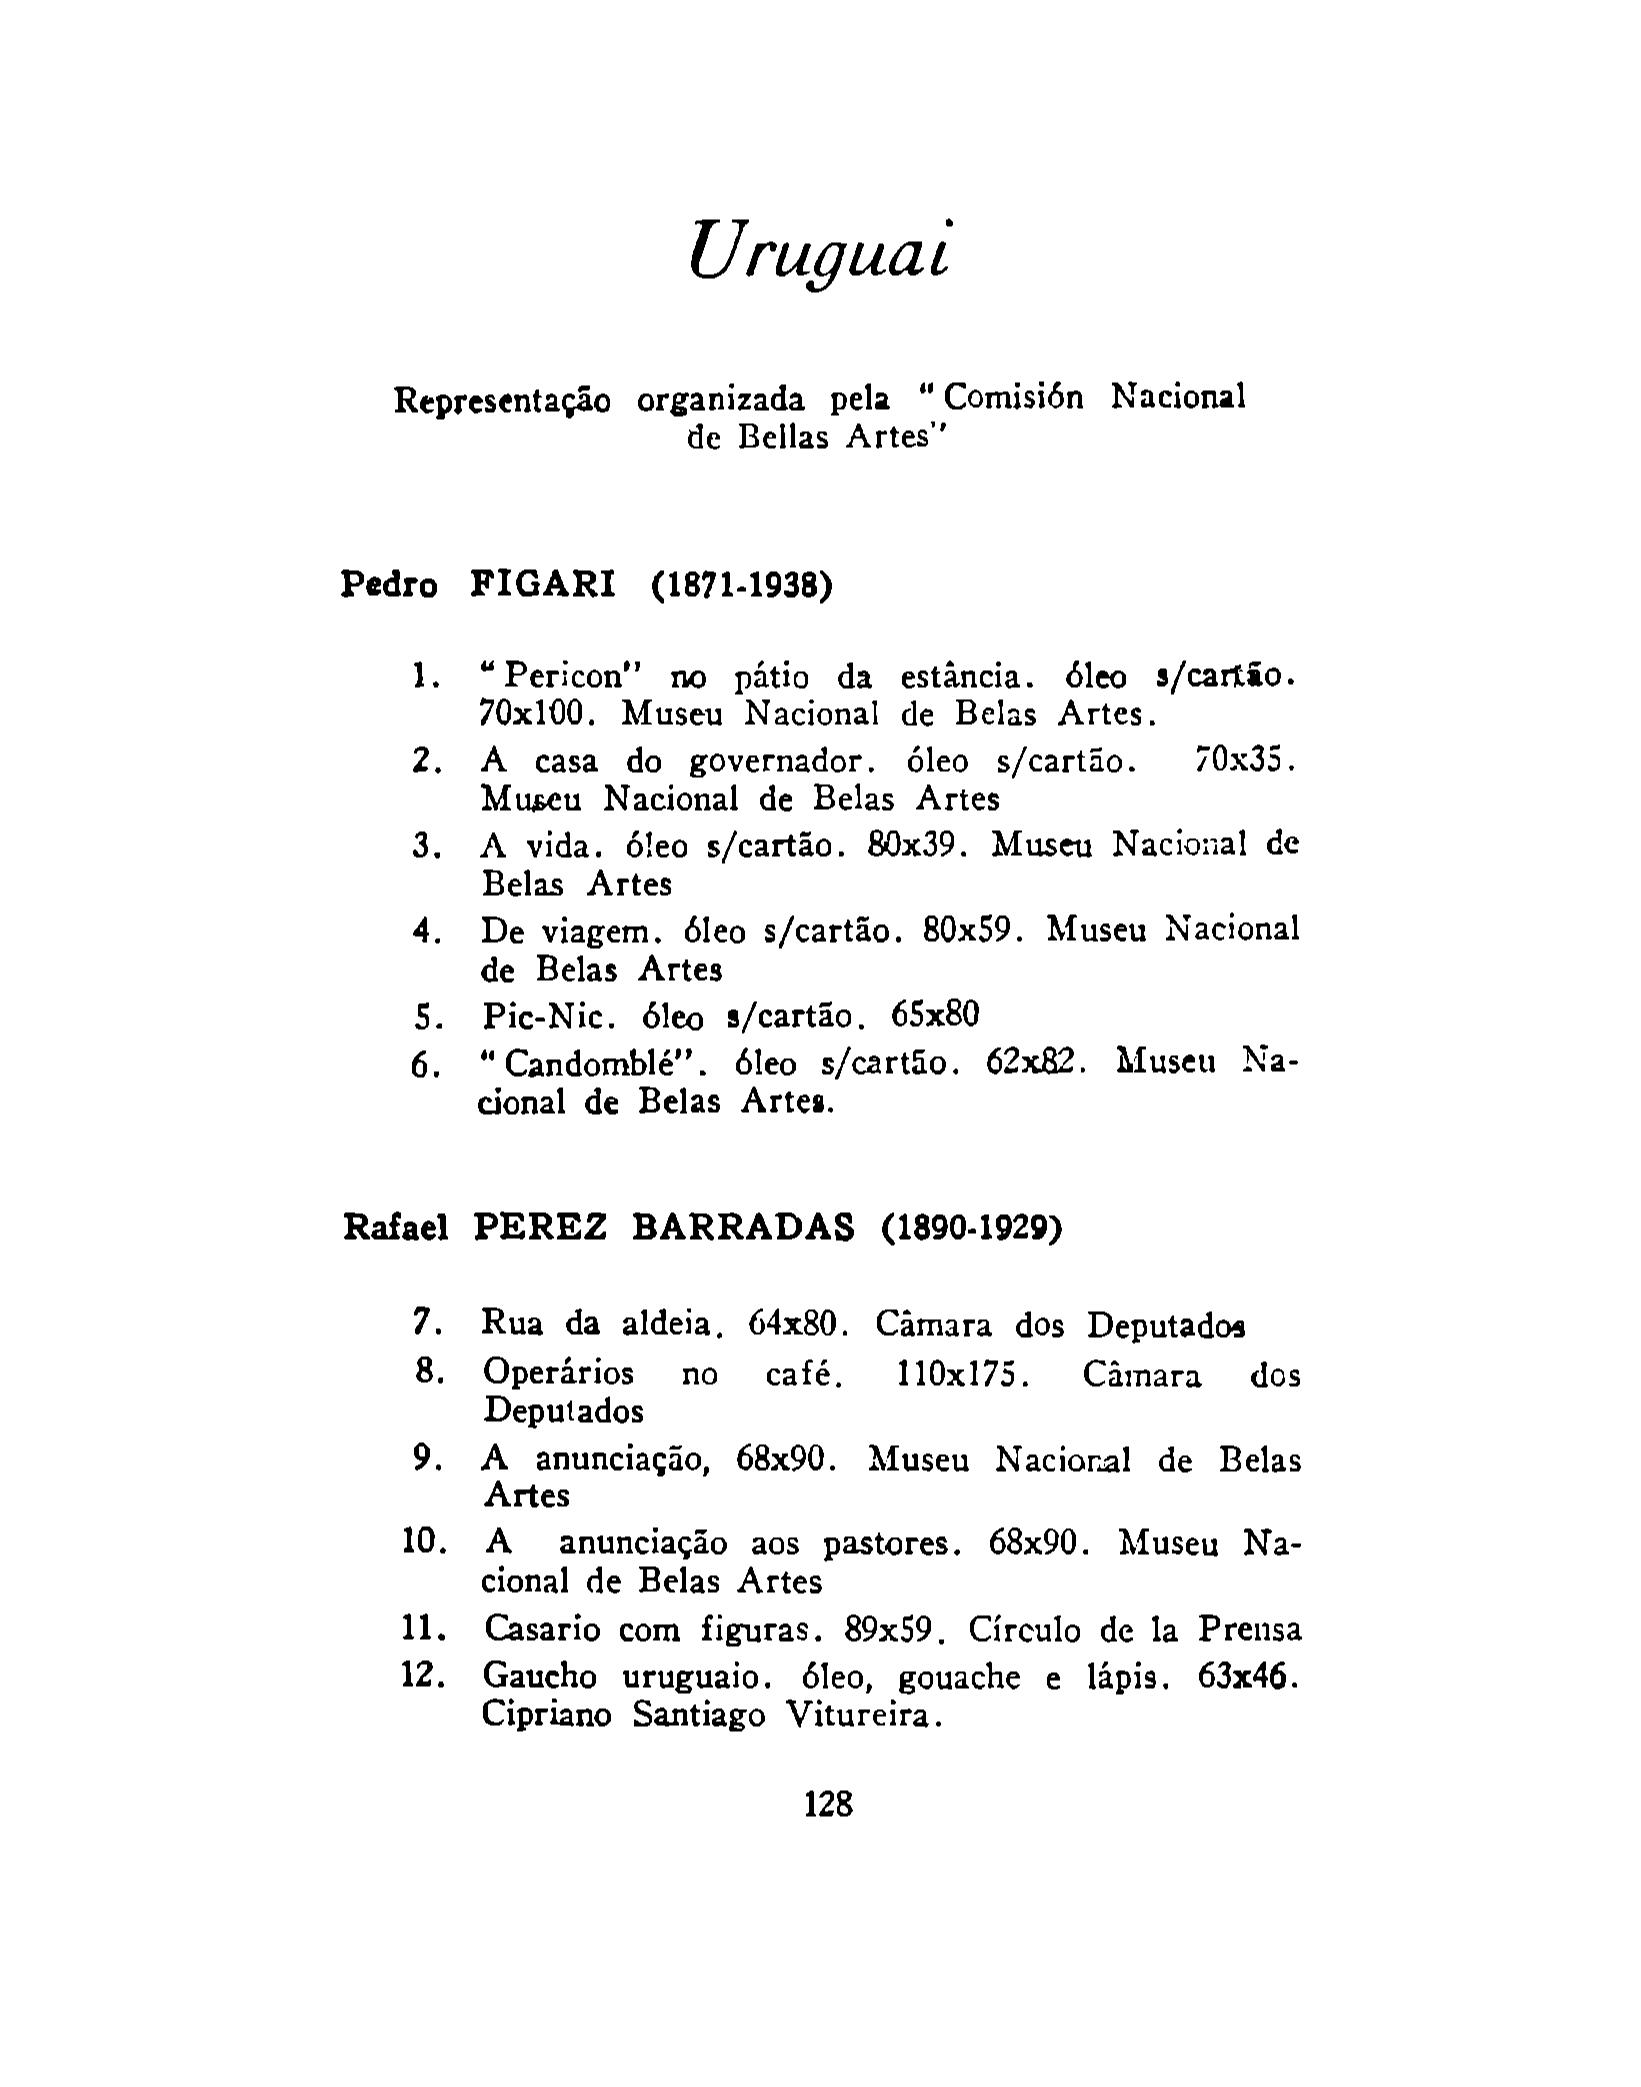 Uruguai
Representação organizada pela "Comisión Nacional
de Bellas Artes"
Pedro FIGARI (1871-1938)
1. "Pericon" no pátio da estância. óleo s/cartão.
70x100. Museu Nacional de Belas Artes.
2. A casa do governador. óleo s/cartão. 70x35.
Museu Nacional de Belas Artes
3. A vida. óleo s/cartão. 80x39. Museu Nacional de
Belas Artes
4. De viagem. óleo s/cartão. 80x59. Museu Nacional
de Belas Artes
5. Pic-Nic. óleo s/cartão. 65x80
6. "Candomblé". óleo s/cartão. 62x82. Museu Na-
cional de Belas Artes.
Rafael PEREZ BARRADAS (1890-1929)
7. Rua da aldeia. 64x80. Câmara dos Deputados
8. Operários no café. 110x175. Câmara dos
Deputados
9. A anunciação, 68x90. Museu Nacional de Belas
Artes
10. A anunciação aos pastores. 68x90. Museu Na-
cional de Belas Artes
11. Casario com figuras. 89x59. Círculo de la Prensa
12. Gaucho uruguaio. óleo, gouache e lápis. 63x46.
Cipriano Santiago Vitureira.
128